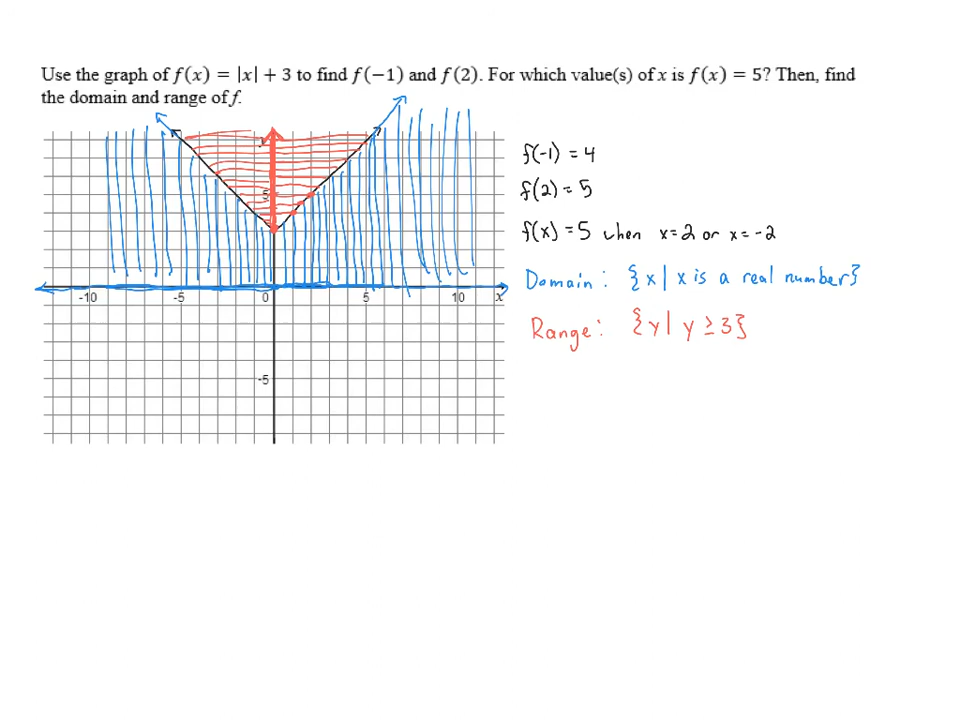 Use the graph of f(x) = |x| + 3 to find f(−1) and f(2). For which value(s) of x is f(x) = 5? Then, find
the domain and range of f.
f(-1) = 4
f(2) = 5
f(x) = 5 when x = 2 or x = -2
Domain: {x | x is a real number}
Range: {y | y ≥ 3}
y
5
-10 -5 0 5 10 x
-5